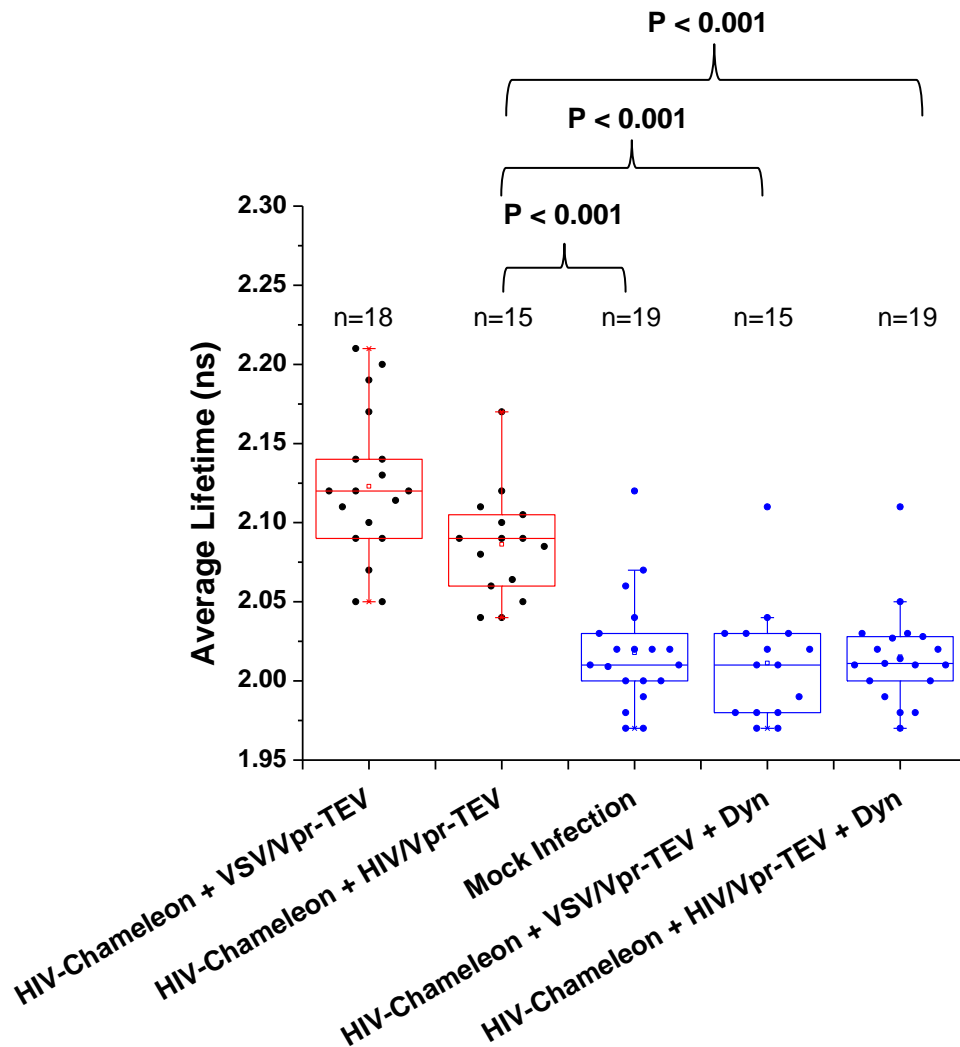 P < 0.001
P < 0.001
P < 0.001
2.30
2.25
2.20
2.15
2.10
2.05
2.00
1.95
Average Lifetime (ns)
n=18
n=15
n=19
n=15
n=19
HIV-Chameleon + VSV/Vpr-TEV
HIV-Chameleon + HIV/Vpr-TEV
Mock Infection
HIV-Chameleon + VSV/Vpr-TEV + Dyn
HIV-Chameleon + HIV/Vpr-TEV + Dyn